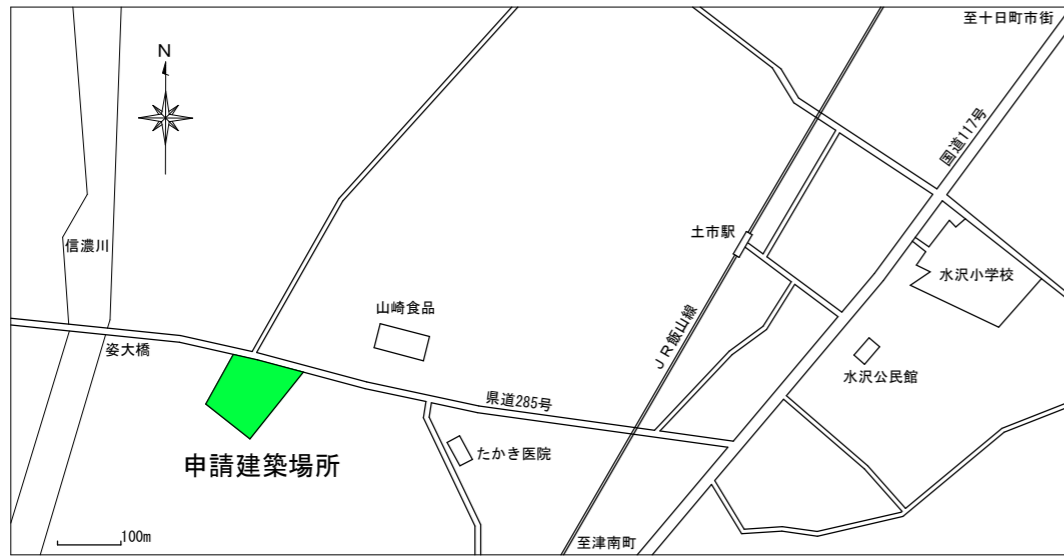 至十日町市街
N
国道117号
土市駅
水沢小学校
信濃川
山崎食品
JR飯山線
姿大橋
水沢公民館
県道285号
たかき医院
申請建築場所
100m
至津南町